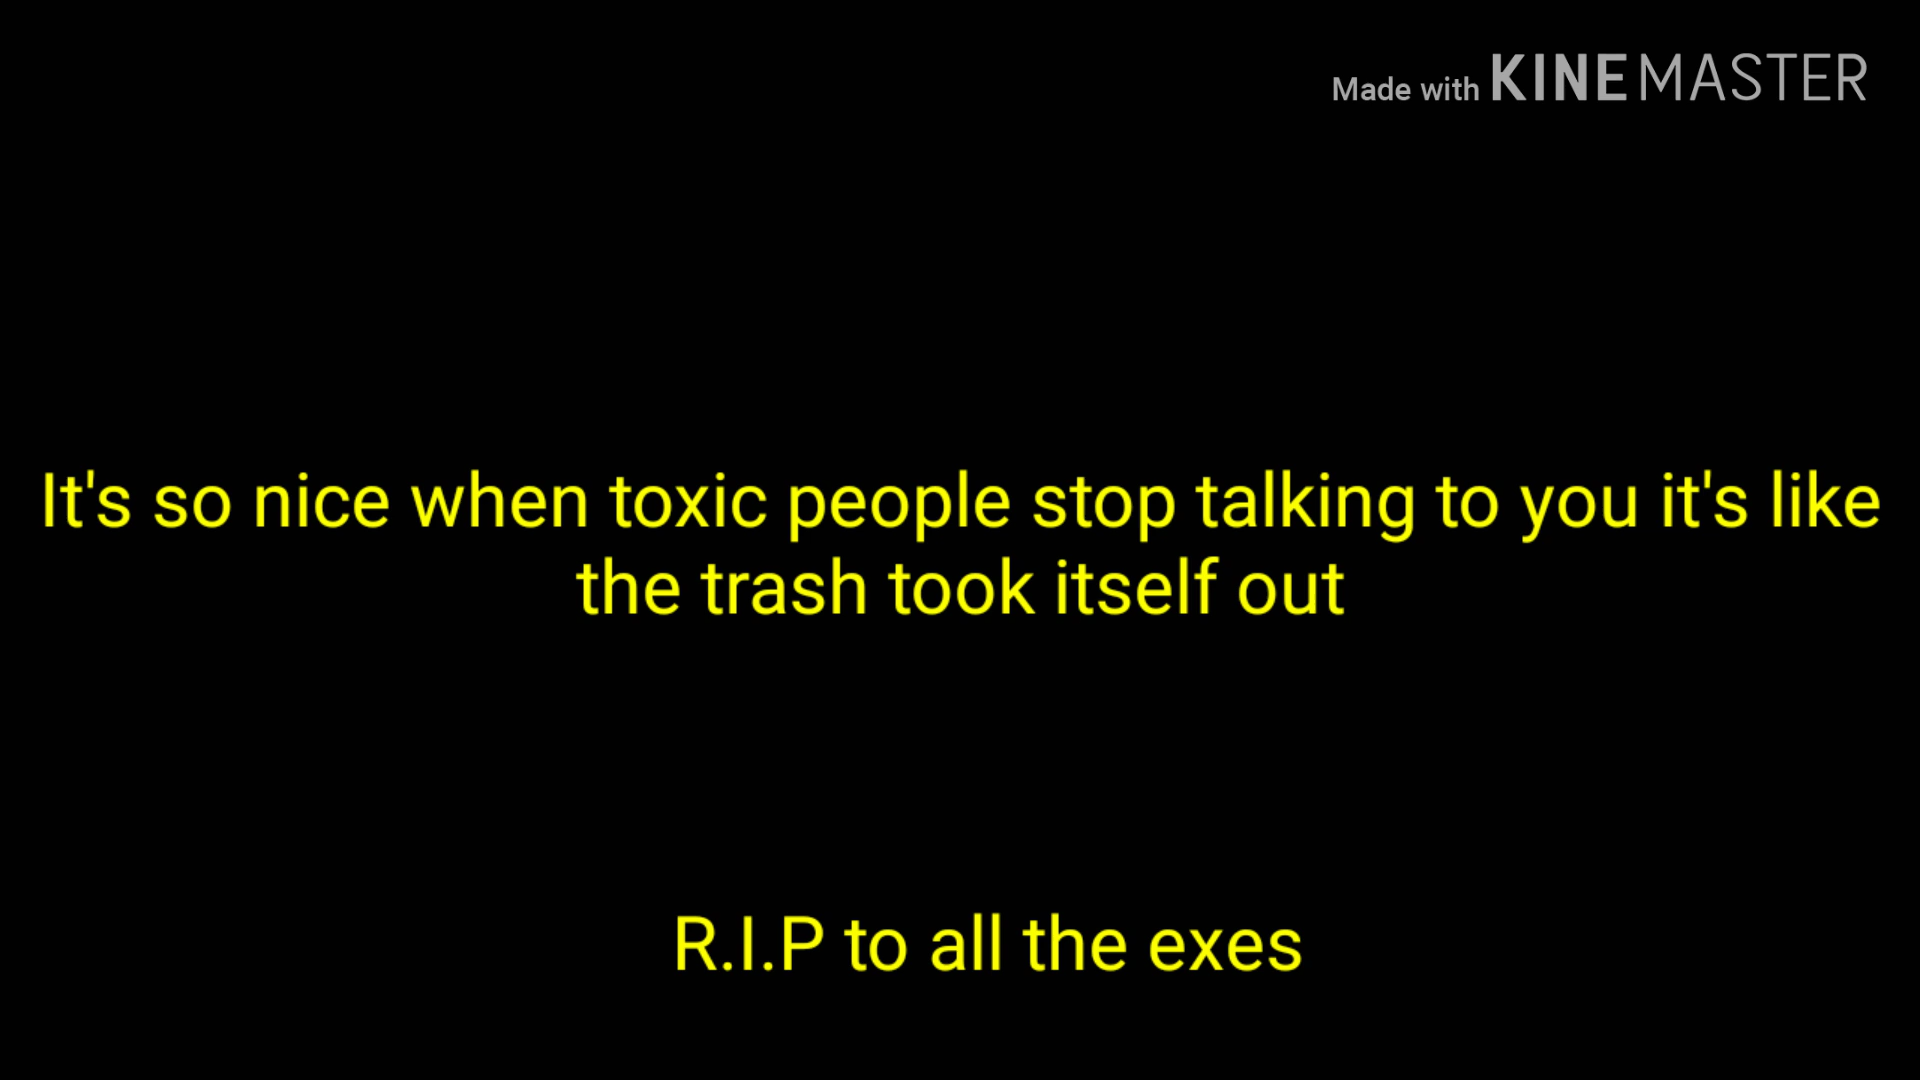 Made with KINEMASTER
It's so nice when toxic people stop talking to you it's like
the trash took itself out
R.I.P to all the exes